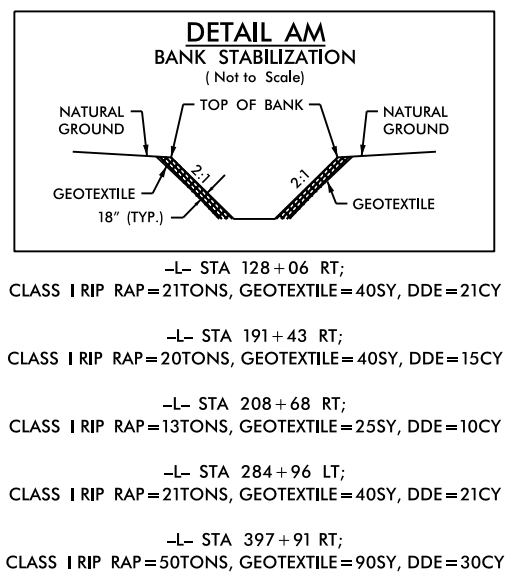 DETAIL AM
BANK STABILIZATION
( Not to Scale)
TOP OF BANK
NATURAL
GROUND
NATURAL
GROUND
2:1
2:1
GEOTEXTILE
18" (TYP.)
GEOTEXTILE
-L- STA 128+06 RT;
CLASS I RIP RAP=21TONS, GEOTEXTILE=40SY, DDE=21CY
-L- STA 191+43 RT;
CLASS I RIP RAP=20TONS, GEOTEXTILE=40SY, DDE=15CY
-L- STA 208+68 RT;
CLASS I RIP RAP=13TONS, GEOTEXTILE=25SY, DDE=10CY
-L- STA 284+96 LT;
CLASS I RIP RAP=21TONS, GEOTEXTILE=40SY, DDE=21CY
-L- STA 397+91 RT;
CLASS I RIP RAP=50TONS, GEOTEXTILE=90SY, DDE=30CY